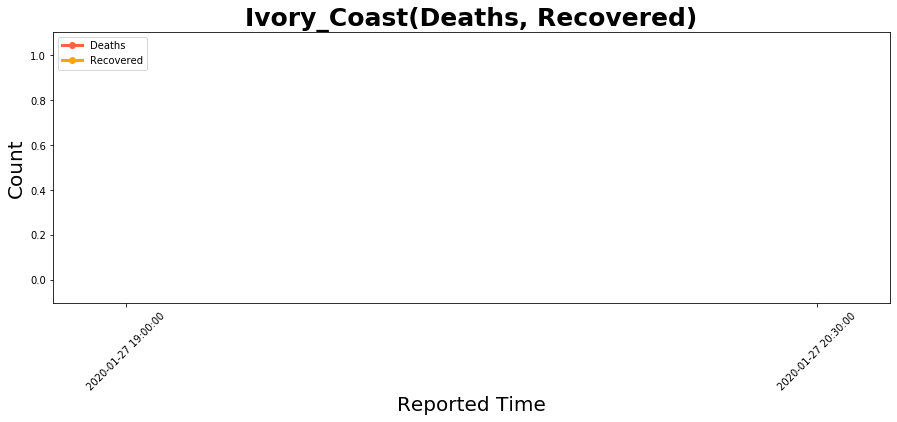 Ivory_Coast(Deaths, Recovered)
Deaths
Recovered
1.0
0.8
0.6
0.4
0.2
0.0
Count
2020-01-27 19:00:00
2020-01-27 20:30:00
Reported Time